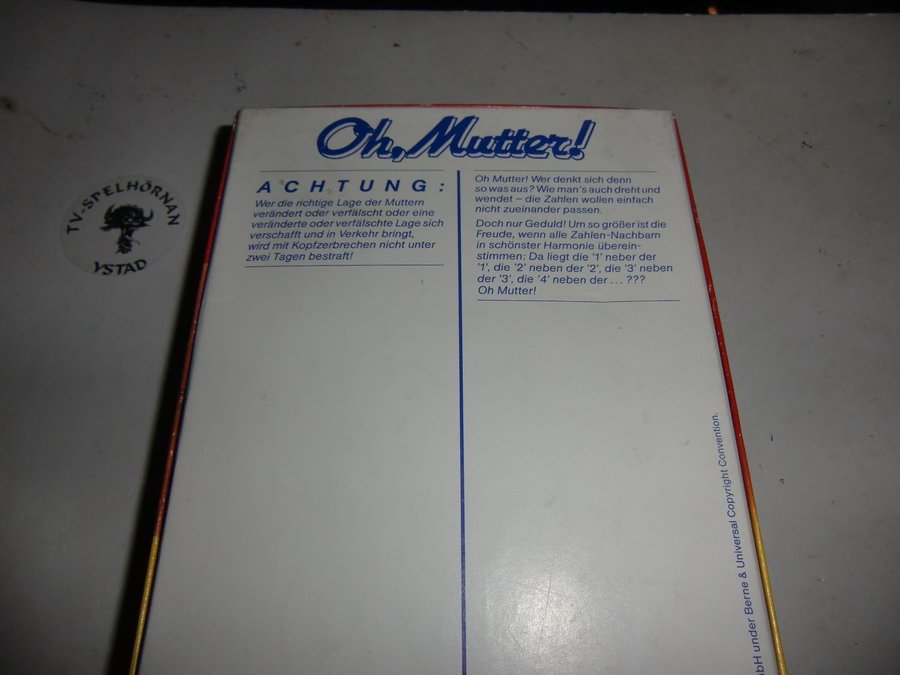 Oh, Mutter!
ACHTUNG:
Wer die richtige Lage der Muttern
verändert oder verfälscht oder eine
veränderte oder verfälschte Lage sich
verschafft und in Verkehr bringt,
wird mit Kopfzerbrechen nicht unter
zwei Tagen bestraft!
Oh Mutter! Wer denkt sich denn
so was aus? Wie man's auch dreht und
wendet – die Zahlen wollen einfach
nicht zueinander passen.
Doch nur Geduld! Um so größer ist die
Freude, wenn alle Zahlen-Nachbarn
in schönster Harmonie überein-
stimmen: Da liegt die '1' neber der
'1', die '2' neben der '2', die '3' neben
der '3', die '4' neben der . . . ???
Oh Mutter!
bH under Berne & Universal Copyright Convention.
TV-SPELHÖRNAN
YSTAD